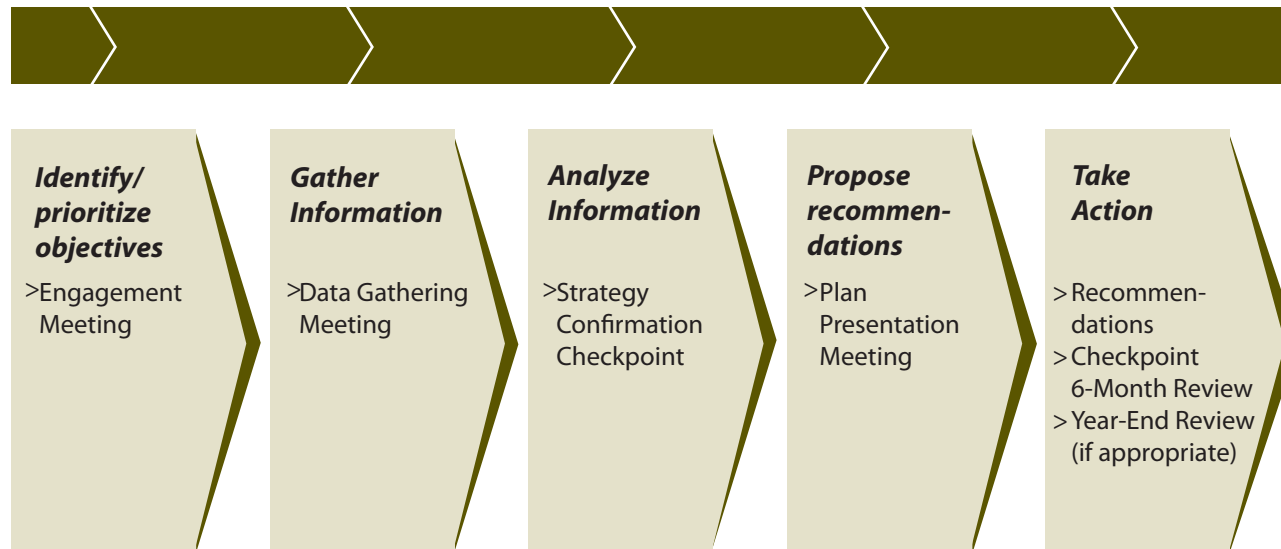 Identify/
prioritize
objectives
>Engagement
Meeting
Gather
Information
>Data Gathering
Meeting
Analyze
Information
>Strategy
Confirmation
Checkpoint
Propose
recommen-
dations
>Plan
Presentation
Meeting
Take
Action
>Recommen-
dations
>Checkpoint
6-Month Review
>Year-End Review
(if appropriate)